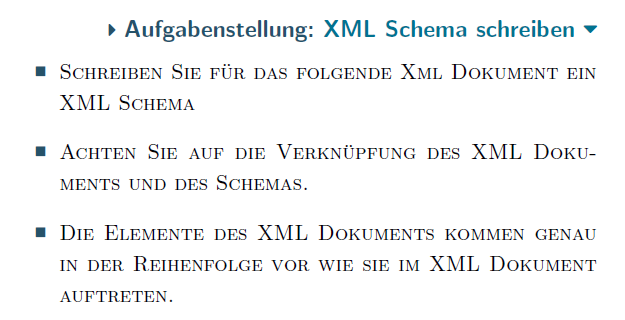 Aufgabenstellung: XML Schema schreiben
Schreiben Sie für das folgende Xml Dokument ein
XML Schema
Achten Sie auf die Verknüpfung des XML Doku-
ments und des Schemas.
Die Elemente des XML Dokuments kommen genau
in der Reihenfolge vor wie sie im XML Dokument
auftreten.